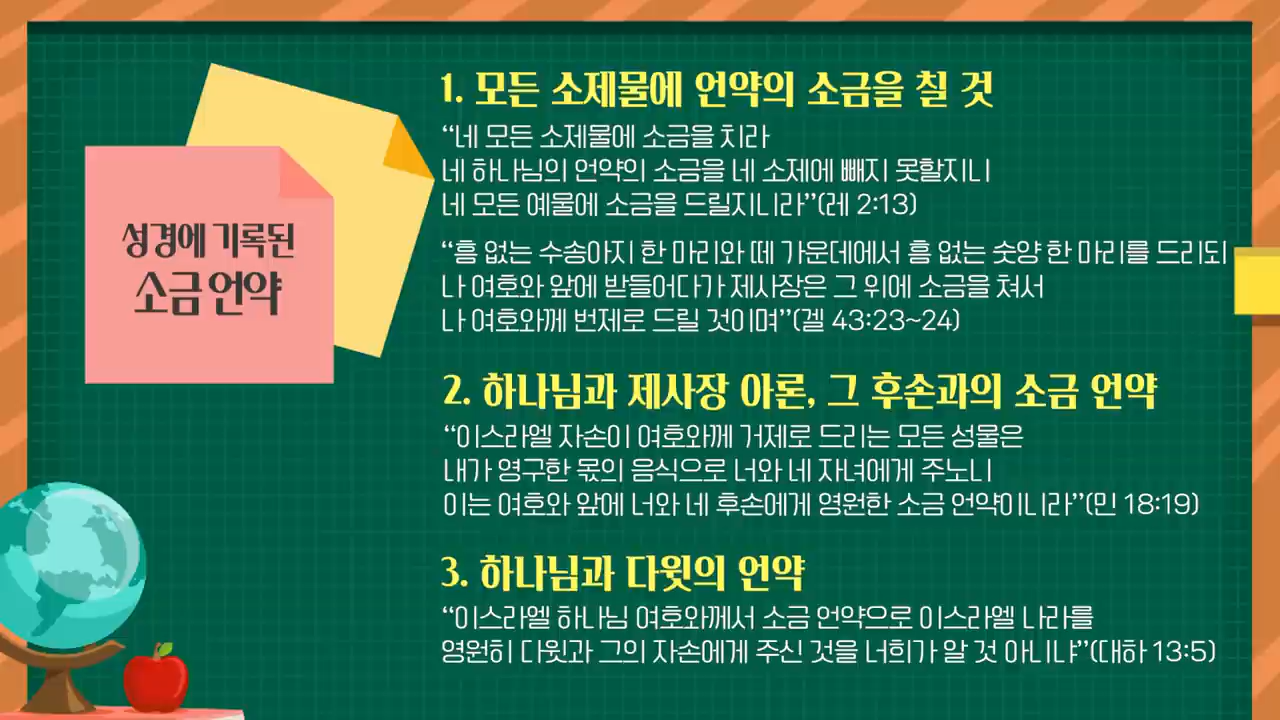 성경에 기록된
소금 언약
1. 모든 소제물에 언약의 소금을 칠 것
“네 모든 소제물에 소금을 치라
네 하나님의 언약의 소금을 네 소제에 빼지 못할지니
네 모든 예물에 소금을 드릴지니라”(레 2:13)
“흠 없는 수송아지 한 마리와 떼 가운데에서 흠 없는 숫양 한 마리를 드리되
나 여호와 앞에 받들어다가 제사장은 그 위에 소금을 쳐서
나 여호와께 번제로 드릴 것이며”(겔 43:23~24)
2. 하나님과 제사장 아론, 그 후손과의 소금 언약
“이스라엘 자손이 여호와께 거제로 드리는 모든 성물은
내가 영구한 몫의 음식으로 너와 네 자녀에게 주노니
이는 여호와 앞에 너와 네 후손에게 영원한 소금 언약이니라”(민 18:19)
3. 하나님과 다윗의 언약
“이스라엘 하나님 여호와께서 소금 언약으로 이스라엘 나라를
영원히 다윗과 그의 자손에게 주신 것을 너희가 알 것 아니냐”(대하 13:5)